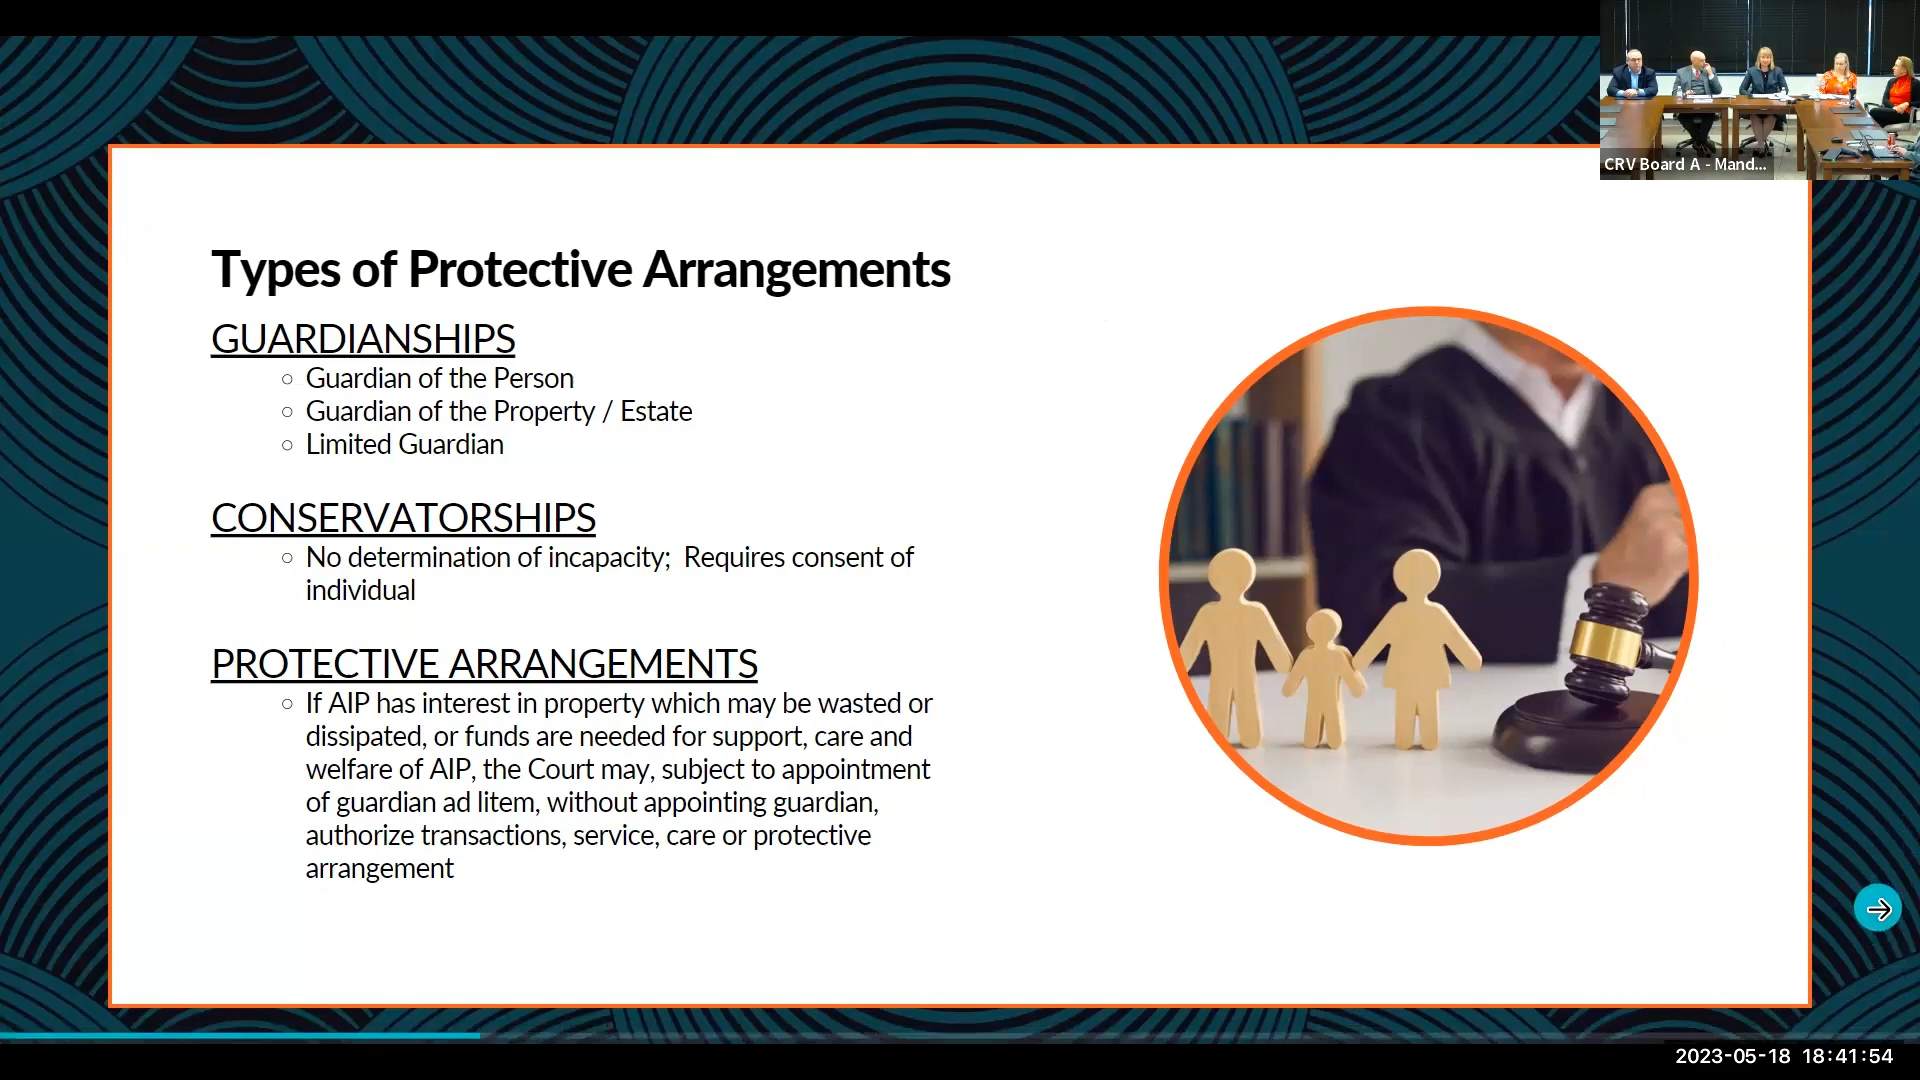 CRV Board A - Mand...
Types of Protective Arrangements
GUARDIANSHIPS
○ Guardian of the Person
○ Guardian of the Property / Estate
○ Limited Guardian
CONSERVATORSHIPS
○ No determination of incapacity;  Requires consent of
individual
PROTECTIVE ARRANGEMENTS
○ If AIP has interest in property which may be wasted or
dissipated, or funds are needed for support, care and
welfare of AIP, the Court may, subject to appointment
of guardian ad litem, without appointing guardian,
authorize transactions, service, care or protective
arrangement
2023-05-18 18:41:54